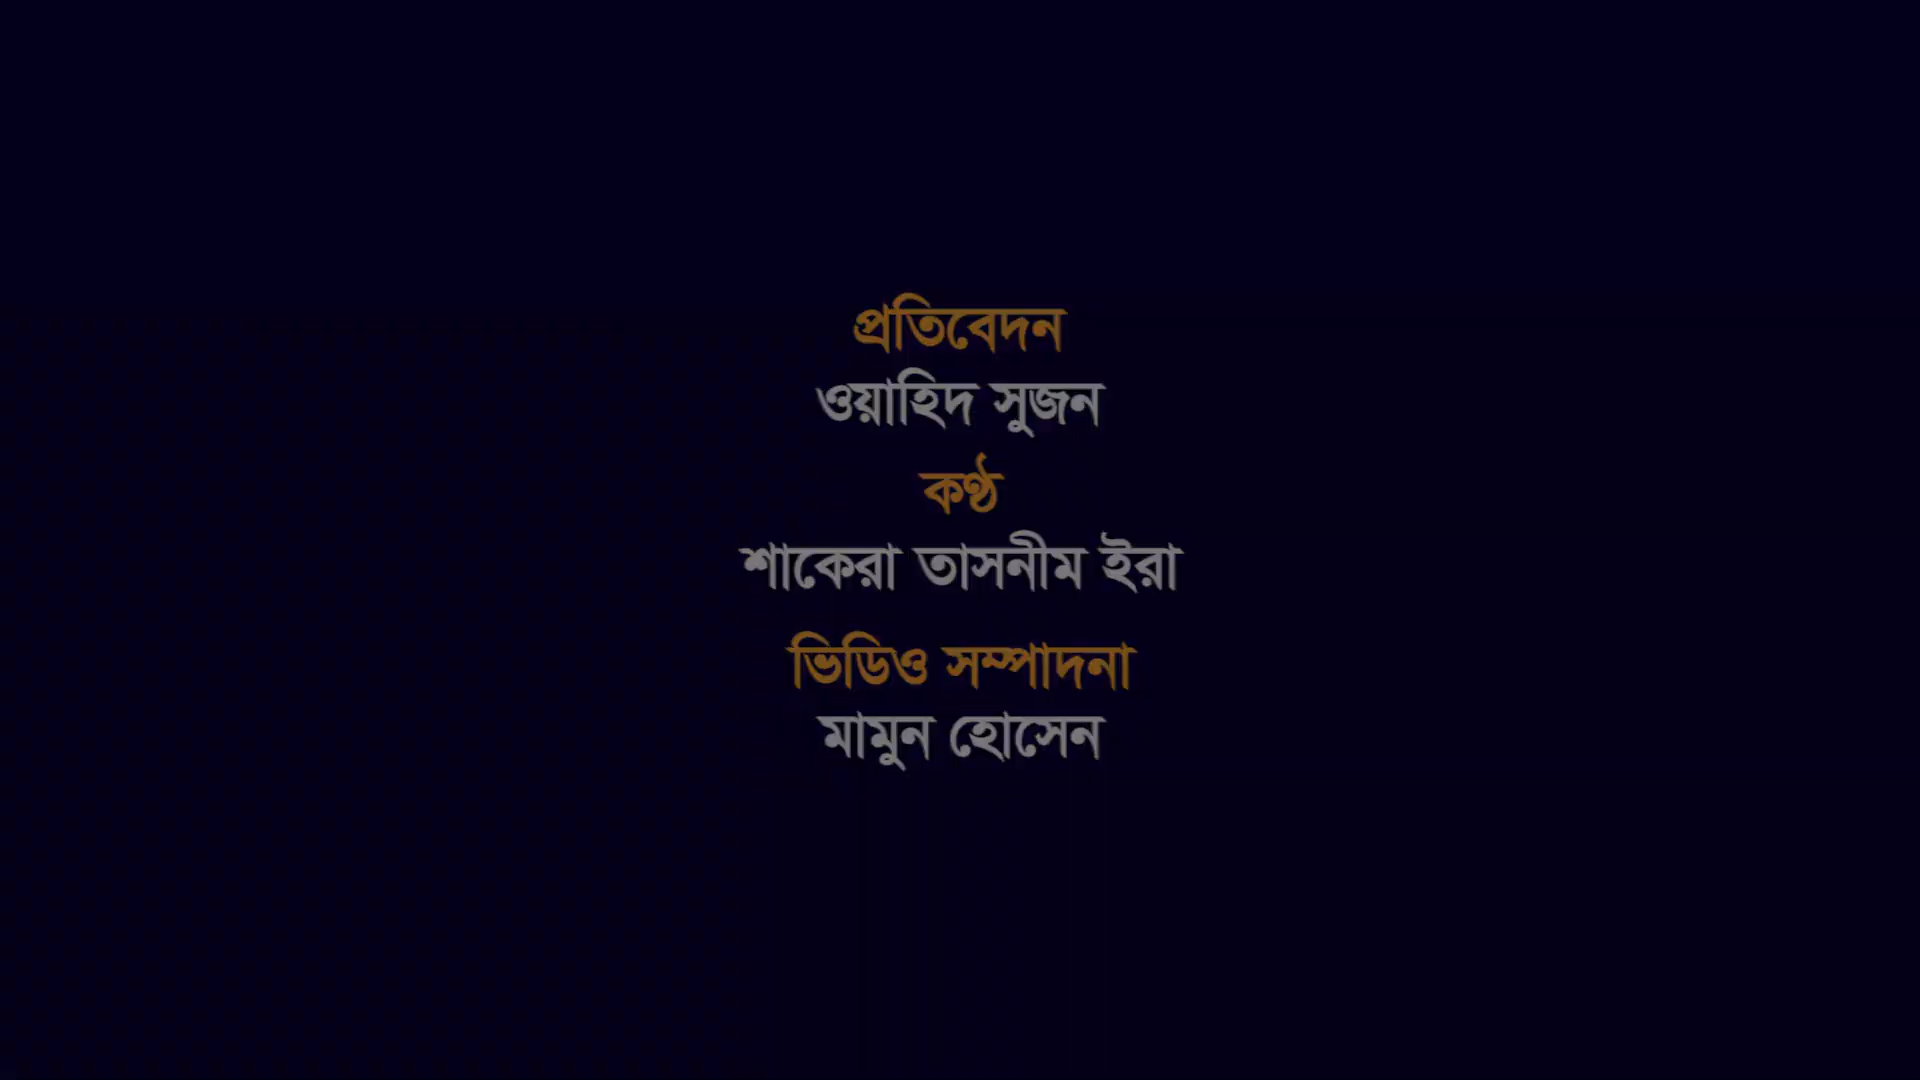 প্রতিবেদন
ওয়াহিদ সুজন
কণ্ঠ
শাকেরা তাসনীম ইরা
ভিডিও সম্পাদনা
মামুন হোসেন